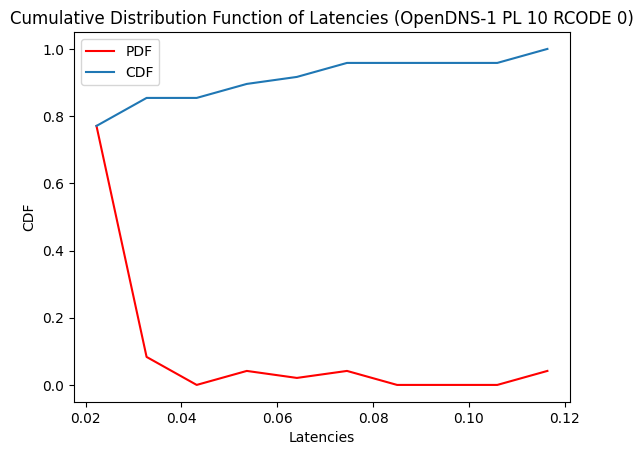 Cumulative Distribution Function of Latencies (OpenDNS-1 PL 10 RCODE 0)
PDF
CDF
1.0
0.8
0.6
0.4
0.2
0.0
CDF
0.02
0.04
0.06
0.08
0.10
0.12
Latencies